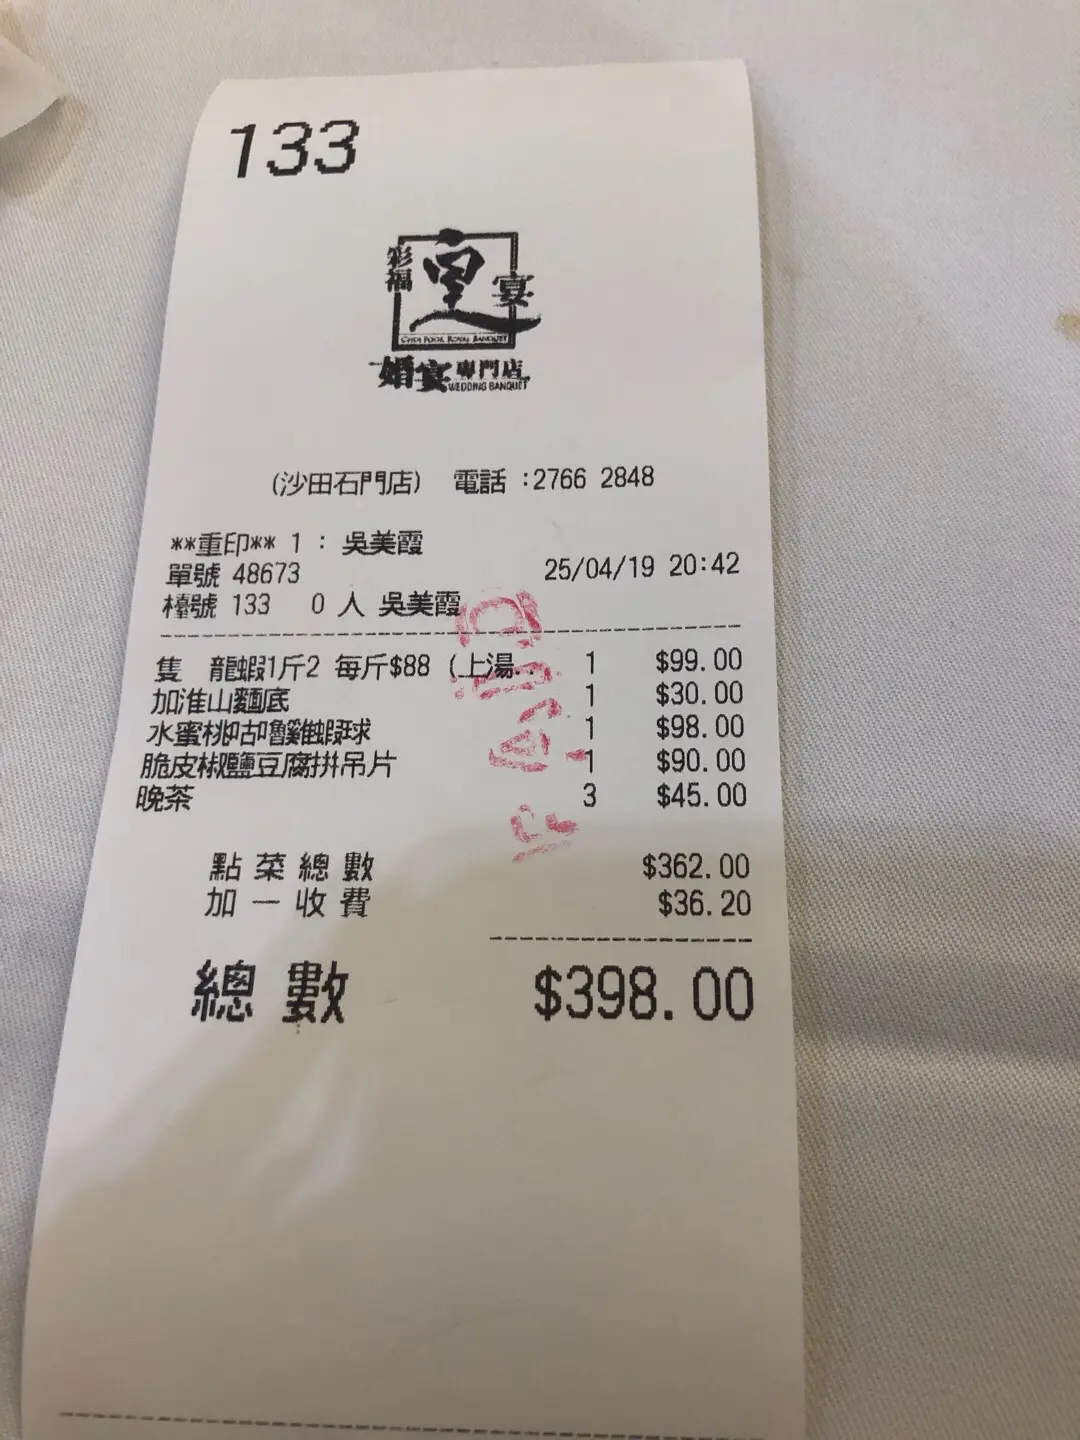 133
彩福
皇
宴
CHOI FOOK ROYAL BANQUET
婚宴專門店
WEDDING BANQUET
(沙田石門店) 電話 :2766 2848
**重印** 1 : 吳美霞
單號 48673 25/04/19 20:42
檯號 133 0 人 吳美霞
隻 龍蝦1斤2 每斤$88 (上湯.. 1 $99.00
加淮山麵底 1 $30.00
水蜜桃咕嚕雞蝦球 1 $98.00
脆皮椒鹽豆腐拼吊片 1 $90.00
晚茶 3 $45.00
點菜總數 $362.00
加一收費 $36.20
總數 $398.00